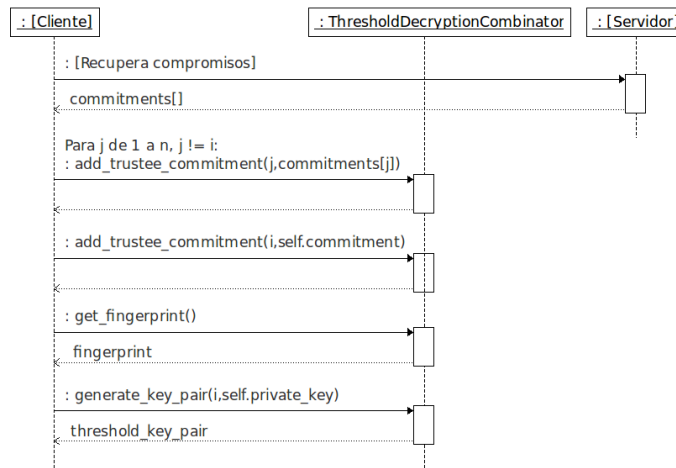 : [Cliente]
: ThresholdDecryptionCombinator
: [Servidor]
: [Recupera compromisos]
commitments[]
Para j de 1 a n, j != i:
: add_trustee_commitment(j,commitments[j])
: add_trustee_commitment(i,self.commitment)
: get_fingerprint()
fingerprint
: generate_key_pair(i,self.private_key)
threshold_key_pair